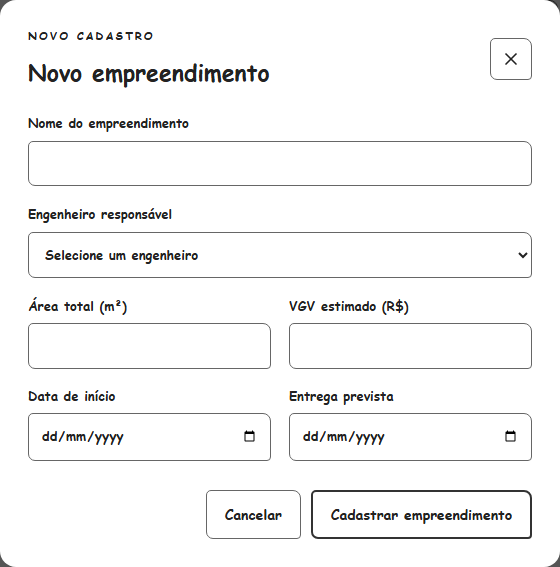 NOVO CADASTRO
Novo empreendimento
Nome do empreendimento
Engenheiro responsável
Selecione um engenheiro
Área total (m²)
VGV estimado (R$)
Data de início
Entrega prevista
dd/mm/yyyy
dd/mm/yyyy
Cancelar
Cadastrar empreendimento